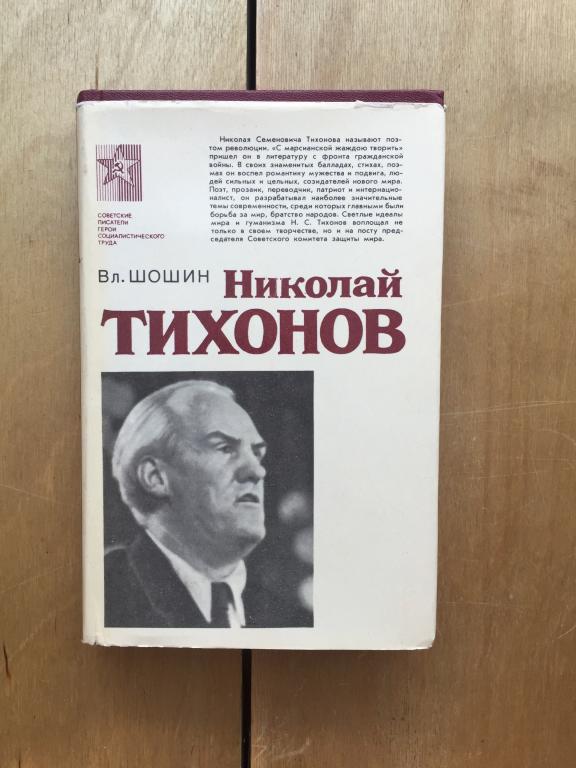 Николая Семеновича Тихонова называют поэ-
том революции. «С марсианской жаждою творить»
пришел он в литературу с фронта гражданской
войны. В своих знаменитых балладах, стихах, поэ-
мах он воспел романтику мужества и подвига, лю-
дей сильных и цельных, созидателей нового мира.
Поэт, прозаик, переводчик, патриот и интернацио-
налист, он разрабатывал наиболее значительные
темы современности, среди которых главными были
борьба за мир, братство народов. Светлые идеалы
мира и гуманизма Н. С. Тихонов воплощал не
только в своем творчестве, но и на посту пред-
седателя Советского комитета защиты мира.
СОВЕТСКИЕ
ПИСАТЕЛИ
ГЕРОИ
СОЦИАЛИСТИЧЕСКОГО
ТРУДА
Вл. ШОШИН
Николай
ТИХОНОВ